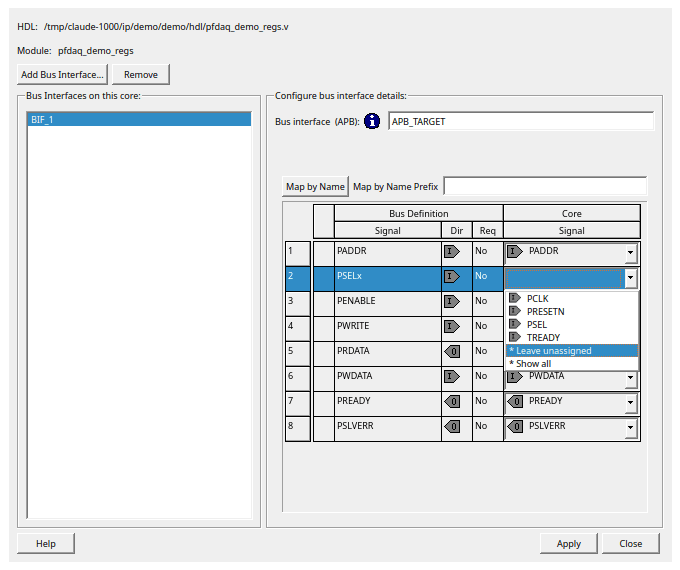 HDL: /tmp/claude-1000/ip/demo/demo/hdl/pfdaq_demo_regs.v
Module: pfdaq_demo_regs
Add Bus Interface... Remove
Bus Interfaces on this core:
BIF_1
Configure bus interface details:
Bus interface (APB): i APB_TARGET
Map by Name Map by Name Prefix
Bus Definition Core
Signal Dir Req Signal
1 PADDR I No I PADDR
2 PSELx I No
3 PENABLE I No
4 PWRITE I No
5 PRDATA O No
6 PWDATA I No I PWDATA
7 PREADY O No O PREADY
8 PSLVERR O No O PSLVERR
I PCLK
I PRESETN
I PSEL
I TREADY
* Leave unassigned
* Show all
Help Apply Close